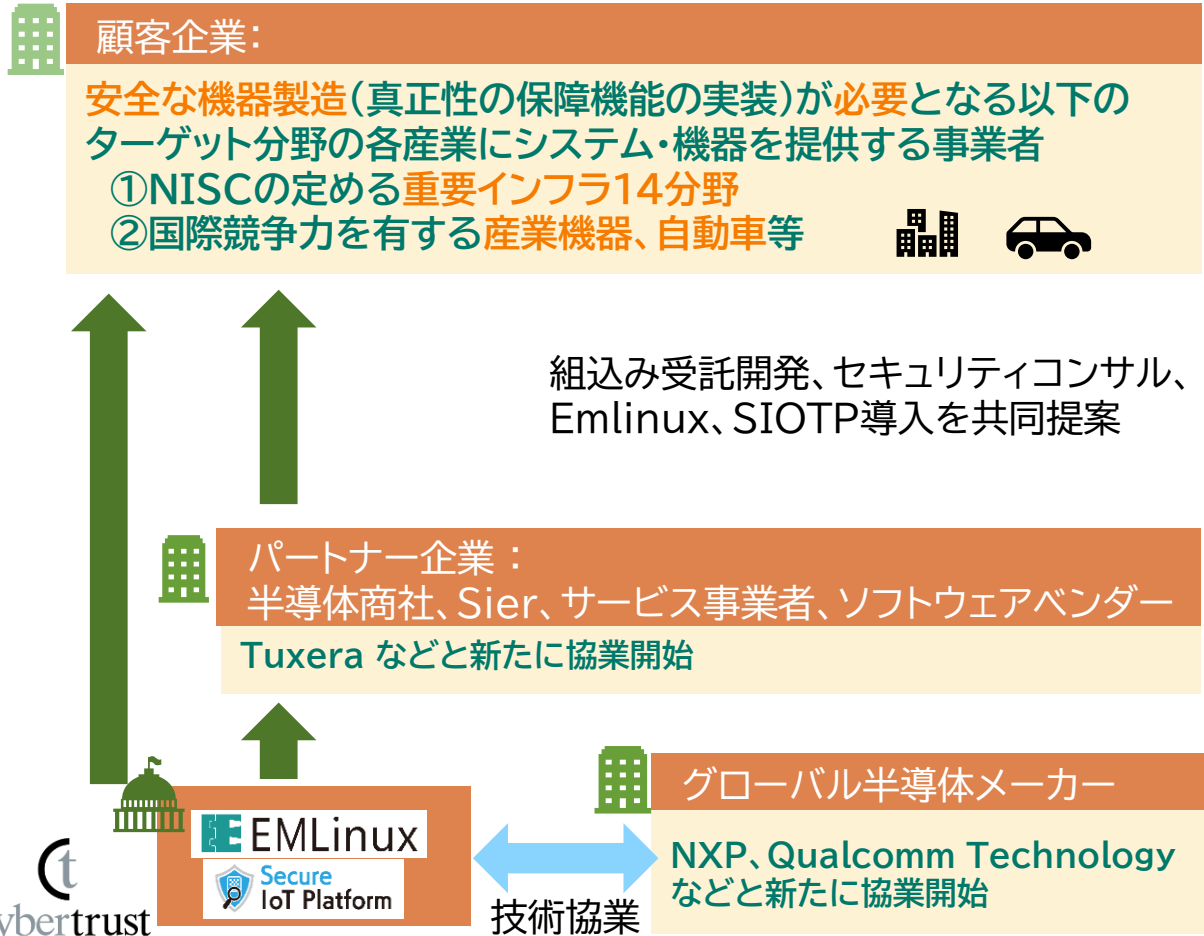 顧客企業：
安全な機器製造（真正性の保障機能の実装）が必要となる以下の
ターゲット分野の各産業にシステム・機器を提供する事業者
①NISCの定める重要インフラ14分野
②国際競争力を有する産業機器、自動車等
組込み受託開発、セキュリティコンサル、
Emlinux、SIOTP導入を共同提案
パートナー企業：
半導体商社、Sier、サービス事業者、ソフトウェアベンダー
Tuxera などと新たに協業開始
グローバル半導体メーカー
NXP、Qualcomm Technology
などと新たに協業開始
EMLinux
Secure
IoT Platform
技術協業
ct
ybertrust